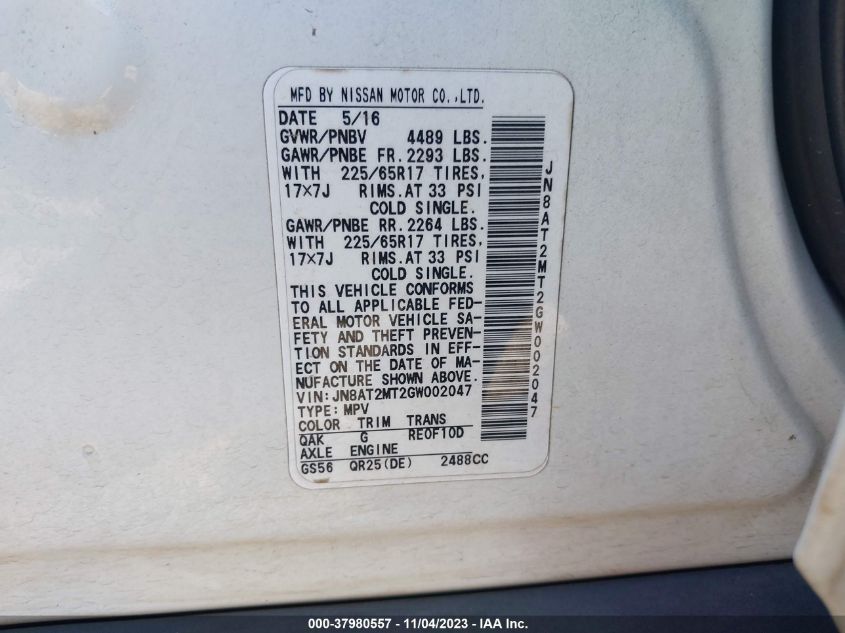 MFD BY NISSAN MOTOR CO.,LTD.
DATE 5/16
GVWR/PNBV 4489 LBS.
GAWR/PNBE FR. 2293 LBS.
WITH 225/65R17 TIRES,
17×7J RIMS.AT 33 PSI
COLD SINGLE.
GAWR/PNBE RR. 2264 LBS.
WITH 225/65R17 TIRES,
17×7J RIMS.AT 33 PSI
COLD SINGLE.
THIS VEHICLE CONFORMS
TO ALL APPLICABLE FED-
ERAL MOTOR VEHICLE SA-
FETY AND THEFT PREVEN-
TION STANDARDS IN EFF-
ECT ON THE DATE OF MA-
NUFACTURE SHOWN ABOVE.
VIN:JN8AT2MT2GW002047
TYPE:MPV
COLOR TRIM TRANS
QAK G RE0F10D
AXLE ENGINE
GS56 QR25(DE) 2488CC
JN8AT2MT2GW002047
000-37980557 - 11/04/2023 - IAA Inc.